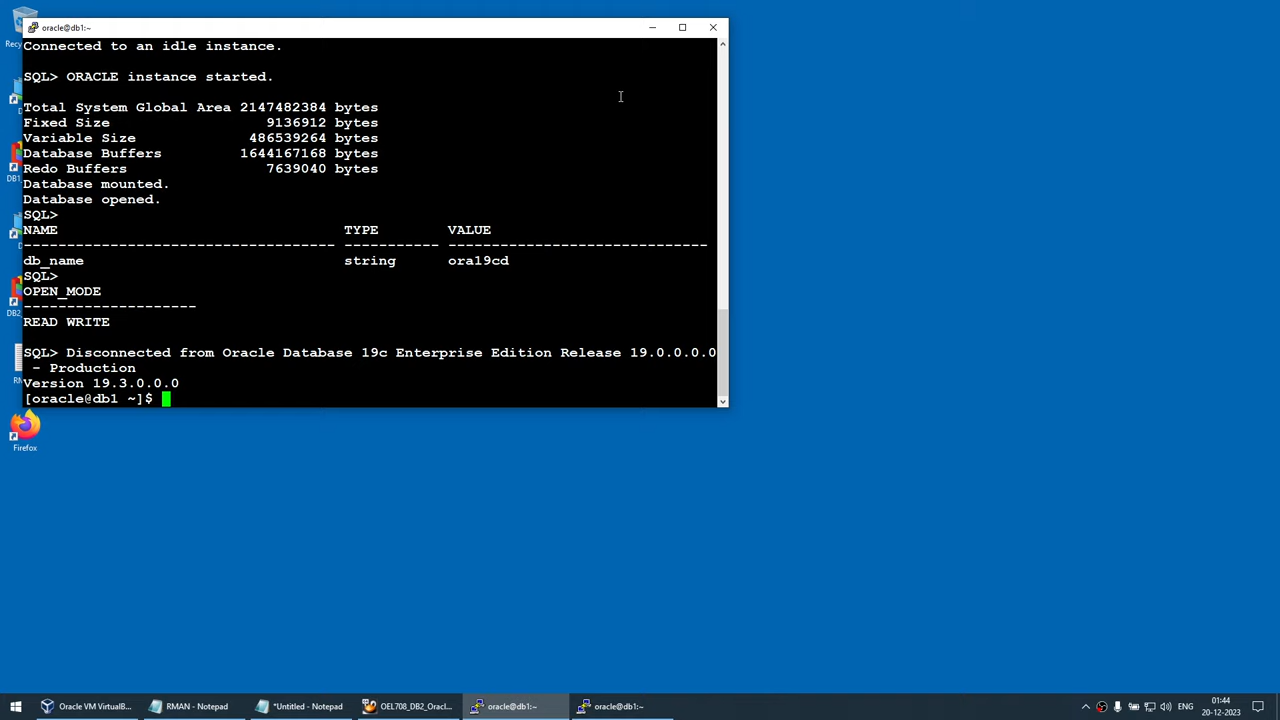 Recy
oracle@db1:~
Connected to an idle instance.
SQL> ORACLE instance started.
Total System Global Area 2147482384 bytes
Fixed Size 9136912 bytes
Variable Size 486539264 bytes
Database Buffers 1644167168 bytes
Redo Buffers 7639040 bytes
Database mounted.
Database opened.
SQL>
NAME TYPE VALUE
------------------------------------ ----------- ------------------------------
db_name string ora19cd
SQL>
OPEN_MODE
--------------------
READ WRITE
SQL> Disconnected from Oracle Database 19c Enterprise Edition Release 19.0.0.0.0
- Production
Version 19.3.0.0.0
[oracle@db1 ~]$
D
DB1
D
DB2
RM
Firefox
Oracle VM VirtualB...
RMAN - Notepad
*Untitled - Notepad
OEL708_DB2_Oracl...
oracle@db1:~
oracle@db1:~
ENG
01:44
20-12-2023